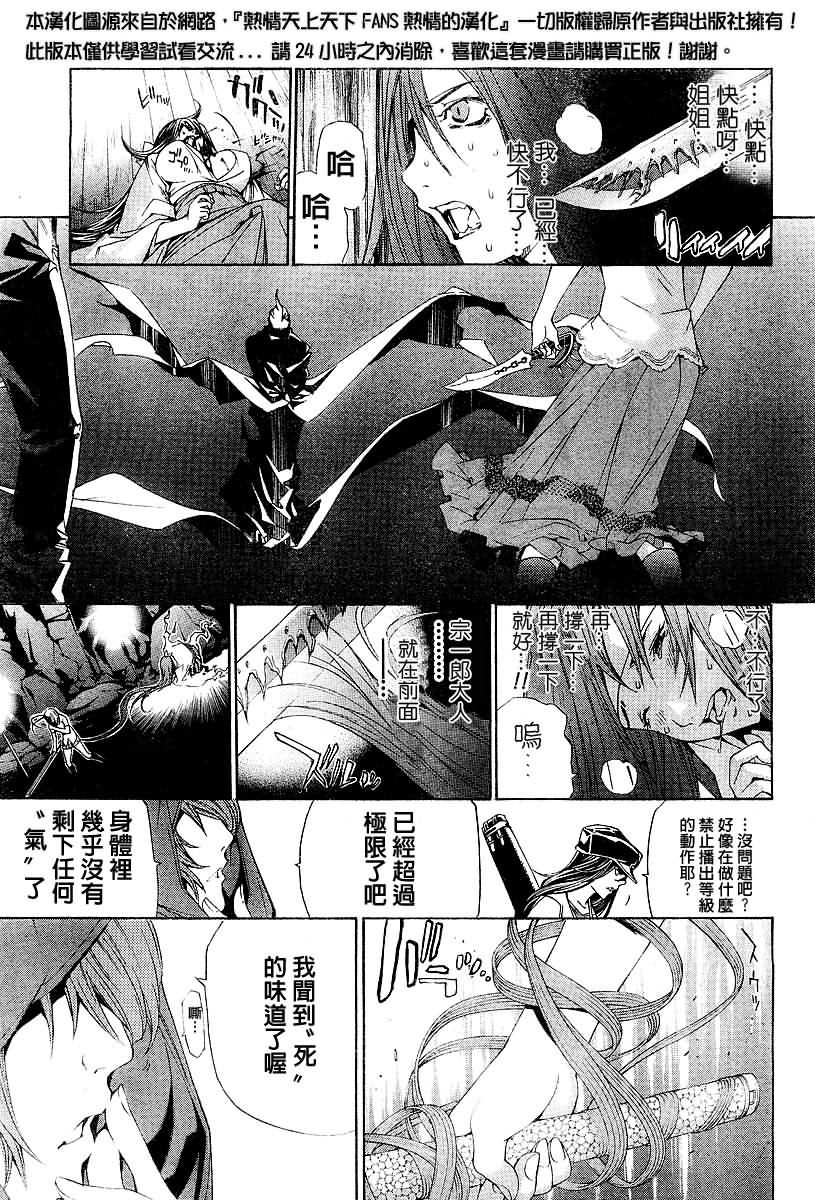 本漢化圖源來自於網路，『熱情天上天下 FANS 熱情的漢化』一切版權歸原作者與出版社擁有！
此版本僅供學習試看交流... 請 24 小時之內消除，喜歡這套漫畫請購買正版！謝謝。
…快點…
快點呀…
姐姐…
我…已經…
快不行了…
哈
哈…
不…不行了…
再…
再撐一下…
再撐一下
就好…!!
嗚…
宗一郎大人
………
就在前面
…沒問題吧？
好像在做什麼
禁止播出等級
的動作耶？
已經超過
極限了吧
身體裡
幾乎沒有
剩下任何
〝氣〞了
我聞到〝死〞
的味道了喔